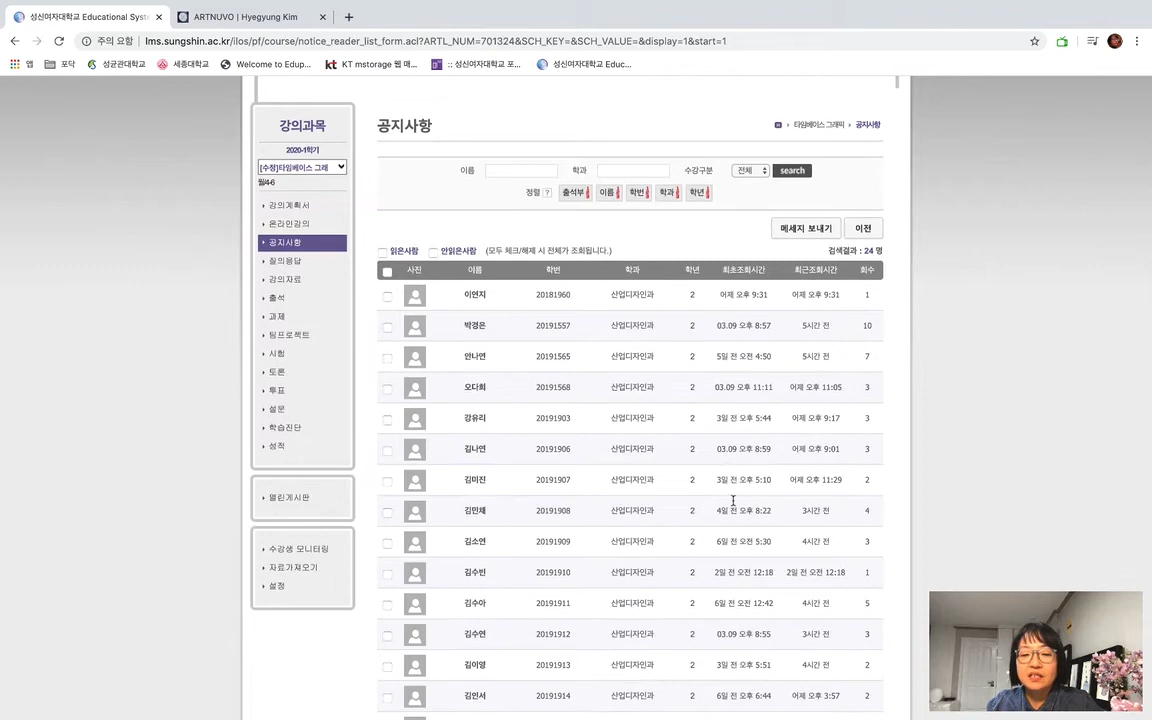 성신여자대학교 Educational Syste
ARTNUVO | Hyegyung Kim
주의 요함
lms.sungshin.ac.kr/ilos/pf/course/notice_reader_list_form.acl?ARTL_NUM=701324&SCH_KEY=&SCH_VALUE=&display=1&start=1
앱
포닥
성균관대학교
세종대학교
Welcome to Edup...
KT mstorage 웹 매...
:: 성신여자대학교 포...
성신여자대학교 Educ...
강의과목
2020-1학기
[수정]타임베이스 그래
월4-6
강의계획서
온라인강의
공지사항
질의응답
강의자료
출석
과제
팀프로젝트
시험
토론
투표
설문
학습진단
성적
열린게시판
수강생 모니터링
자료가져오기
설정
공지사항
타임베이스 그래픽 › 공지사항
이름 학과 수강구분 전체 search
정렬 ? 출석부 이름 학번 학과 학년
메세지 보내기 이전
읽은사람 안읽은사람 (모두 체크/해제 시 전체가 조회됩니다.) 검색결과 : 24 명
사진 이름 학번 학과 학년 최초조회시간 최근조회시간 회수
이연지 20181960 산업디자인과 2 어제 오후 9:31 어제 오후 9:31 1
박경은 20191557 산업디자인과 2 03.09 오후 8:57 5시간 전 10
안나연 20191565 산업디자인과 2 5일 전 오전 4:50 5시간 전 7
오다희 20191568 산업디자인과 2 03.09 오후 11:11 어제 오후 11:05 3
강유리 20191903 산업디자인과 2 3일 전 오후 5:44 어제 오후 9:17 3
김나연 20191906 산업디자인과 2 03.09 오후 8:59 어제 오후 9:01 3
김미진 20191907 산업디자인과 2 3일 전 오후 5:10 어제 오후 11:29 2
김민채 20191908 산업디자인과 2 4일 전 오후 8:22 3시간 전 4
김소연 20191909 산업디자인과 2 6일 전 오전 5:30 4시간 전 3
김수빈 20191910 산업디자인과 2 2일 전 오전 12:18 2일 전 오전 12:18 1
김수아 20191911 산업디자인과 2 6일 전 오전 12:42 4시간 전 5
김수연 20191912 산업디자인과 2 03.09 오후 8:55 3시간 전 3
김이영 20191913 산업디자인과 2 3일 전 오후 5:51 4시간 전 2
김인서 20191914 산업디자인과 2 6일 전 오후 6:44 어제 오후 3:57 2